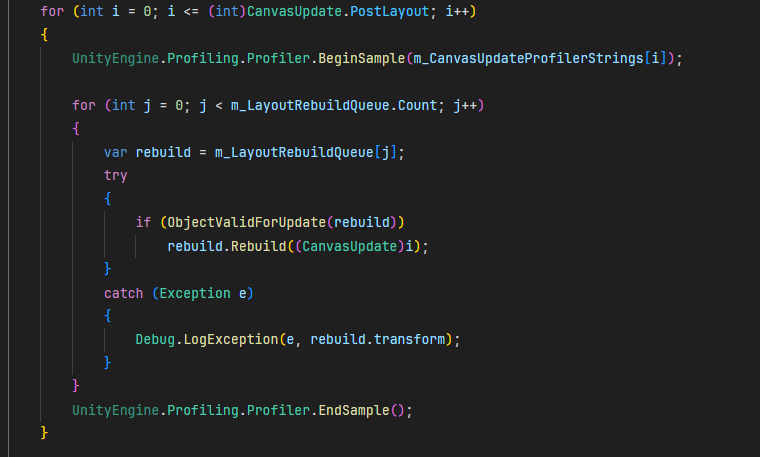 for (int i = 0; i <= (int)CanvasUpdate.PostLayout; i++)
{
UnityEngine.Profiling.Profiler.BeginSample(m_CanvasUpdateProfilerStrings[i]);
for (int j = 0; j < m_LayoutRebuildQueue.Count; j++)
{
var rebuild = m_LayoutRebuildQueue[j];
try
{
if (ObjectValidForUpdate(rebuild))
rebuild.Rebuild((CanvasUpdate)i);
}
catch (Exception e)
{
Debug.LogException(e, rebuild.transform);
}
}
UnityEngine.Profiling.Profiler.EndSample();
}